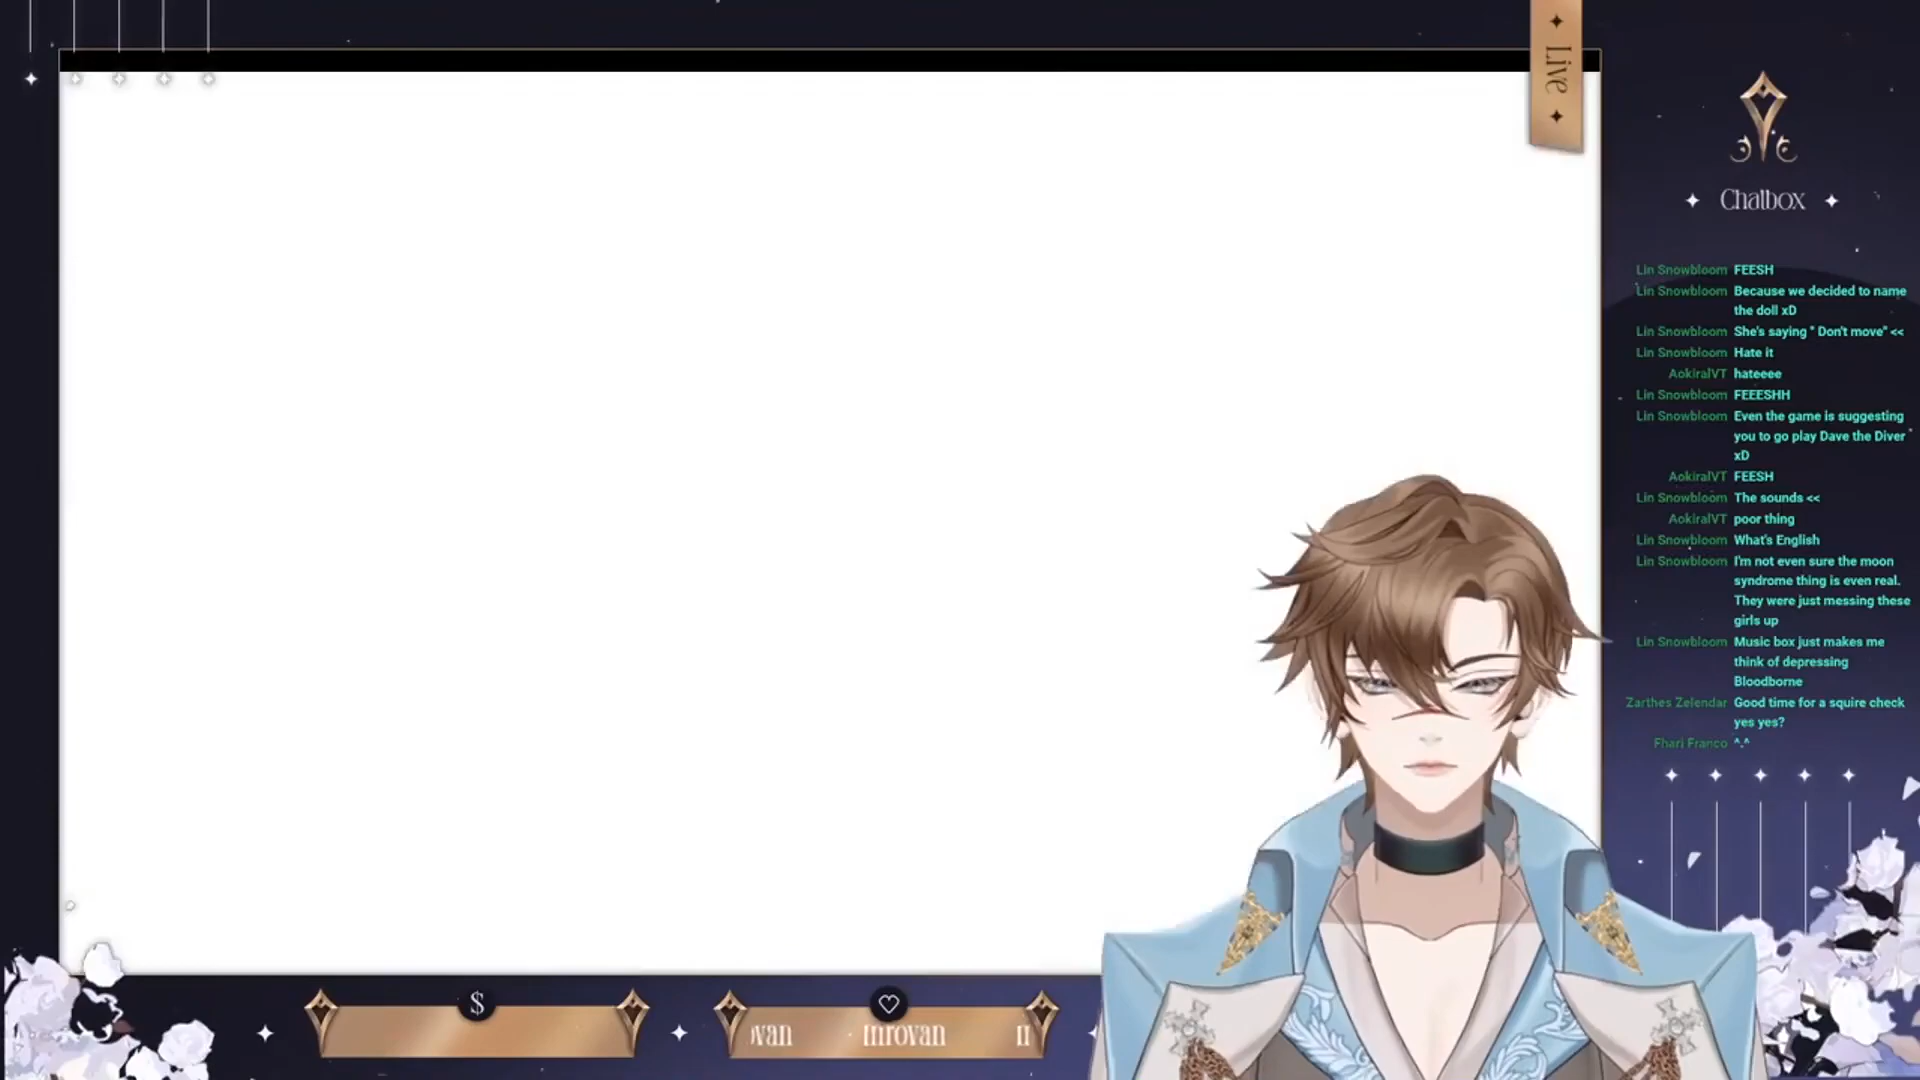 Live
Chatbox
Lin Snowbloom FEESH
Lin Snowbloom Because we decided to name
the doll xD
Lin Snowbloom She's saying " Don't move" <<
Lin Snowbloom Hate it
AokiralVT hateeee
Lin Snowbloom FEEESHH
Lin Snowbloom Even the game is suggesting
you to go play Dave the Diver
xD
AokiralVT FEESH
Lin Snowbloom The sounds <<
AokiralVT poor thing
Lin Snowbloom What's English
Lin Snowbloom I'm not even sure the moon
syndrome thing is even real.
They were just messing these
girls up
Lin Snowbloom Music box just makes me
think of depressing
Bloodborne
Zarthes Zelendar Good time for a squire check
yes yes?
Fhari Franco ^.^
$